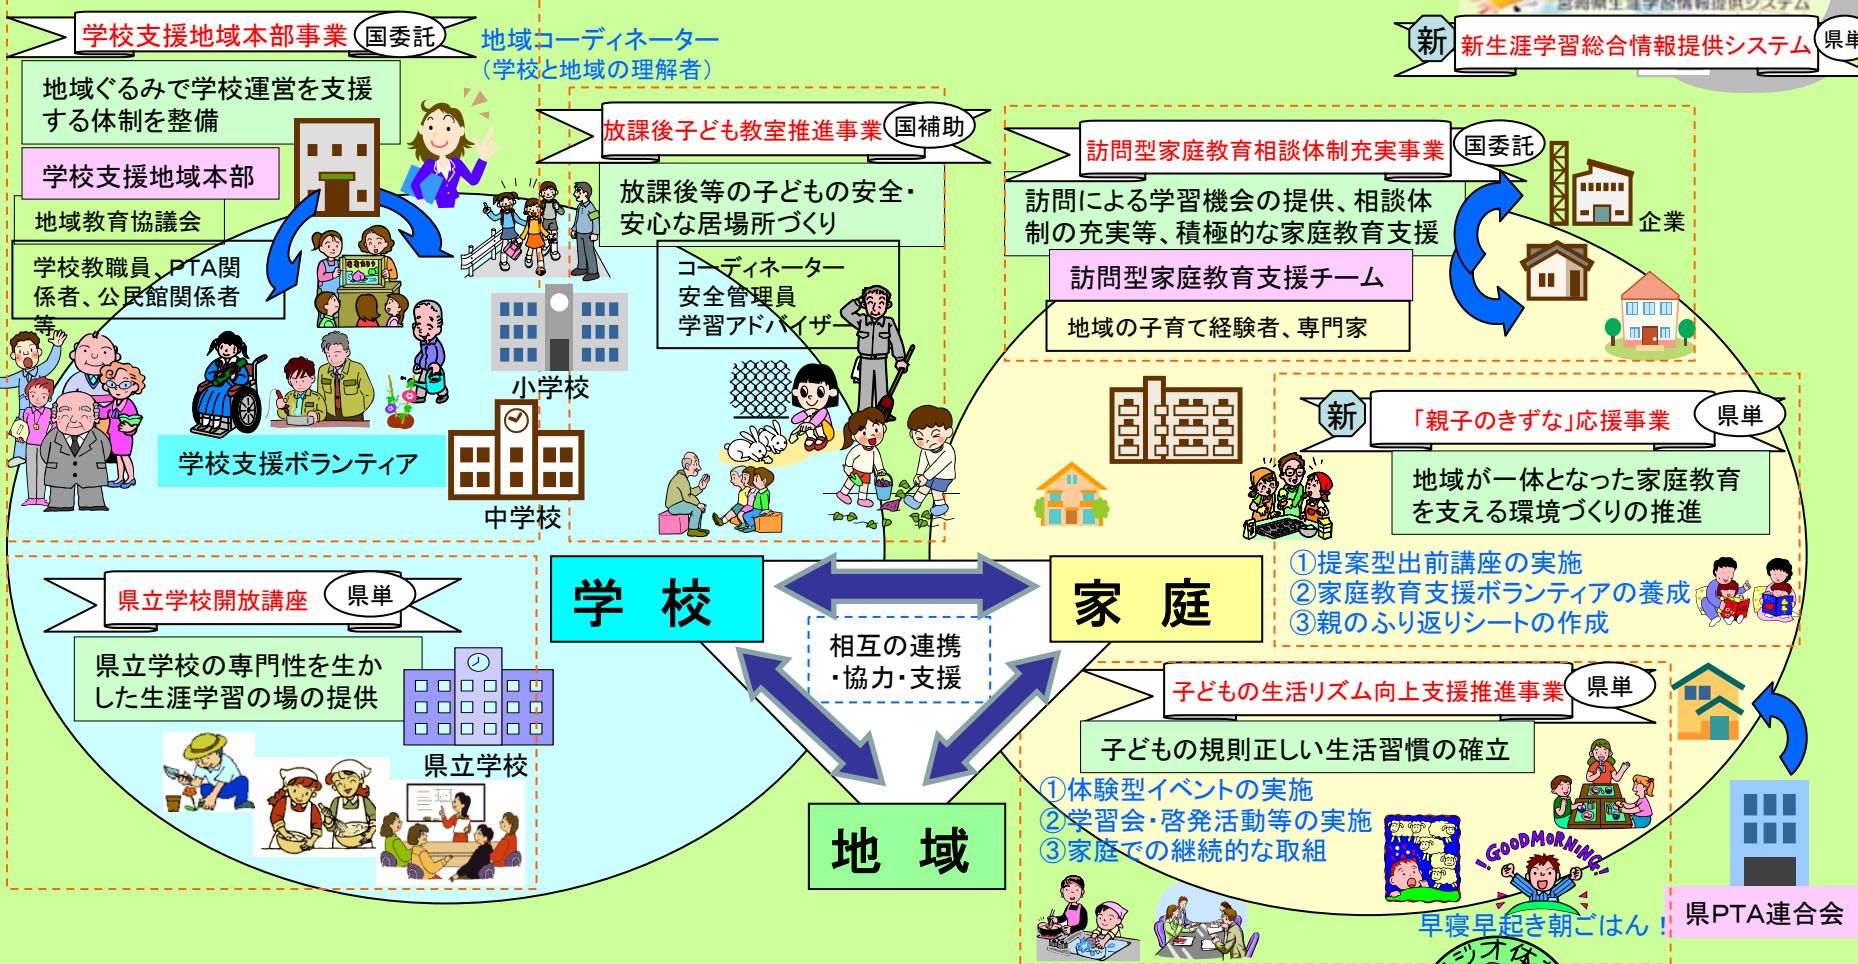 宮崎県生涯学習情報提供システム
学校支援地域本部事業
国委託
地域コーディネーター
（学校と地域の理解者）
新
新生涯学習総合情報提供システム
県単
地域ぐるみで学校運営を支援
する体制を整備
学校支援地域本部
地域教育協議会
学校教職員、PTA関
係者、公民館関係者
等
学校支援ボランティア
小学校
中学校
放課後子ども教室推進事業
国補助
放課後等の子どもの安全・
安心な居場所づくり
コーディネーター
安全管理員
学習アドバイザー
訪問型家庭教育相談体制充実事業
国委託
訪問による学習機会の提供、相談体
制の充実等、積極的な家庭教育支援
訪問型家庭教育支援チーム
地域の子育て経験者、専門家
企業
新
「親子のきずな」応援事業
県単
地域が一体となった家庭教育
を支える環境づくりの推進
①提案型出前講座の実施
②家庭教育支援ボランティアの養成
③親のふり返りシートの作成
県立学校開放講座
県単
県立学校の専門性を生か
した生涯学習の場の提供
県立学校
学 校
家 庭
相互の連携
・協力・支援
地 域
子どもの生活リズム向上支援推進事業
県単
子どもの規則正しい生活習慣の確立
①体験型イベントの実施
②学習会・啓発活動等の実施
③家庭での継続的な取組
!GOODMORNING!
早寝早起き朝ごはん！
県PTA連合会
ラジオ体